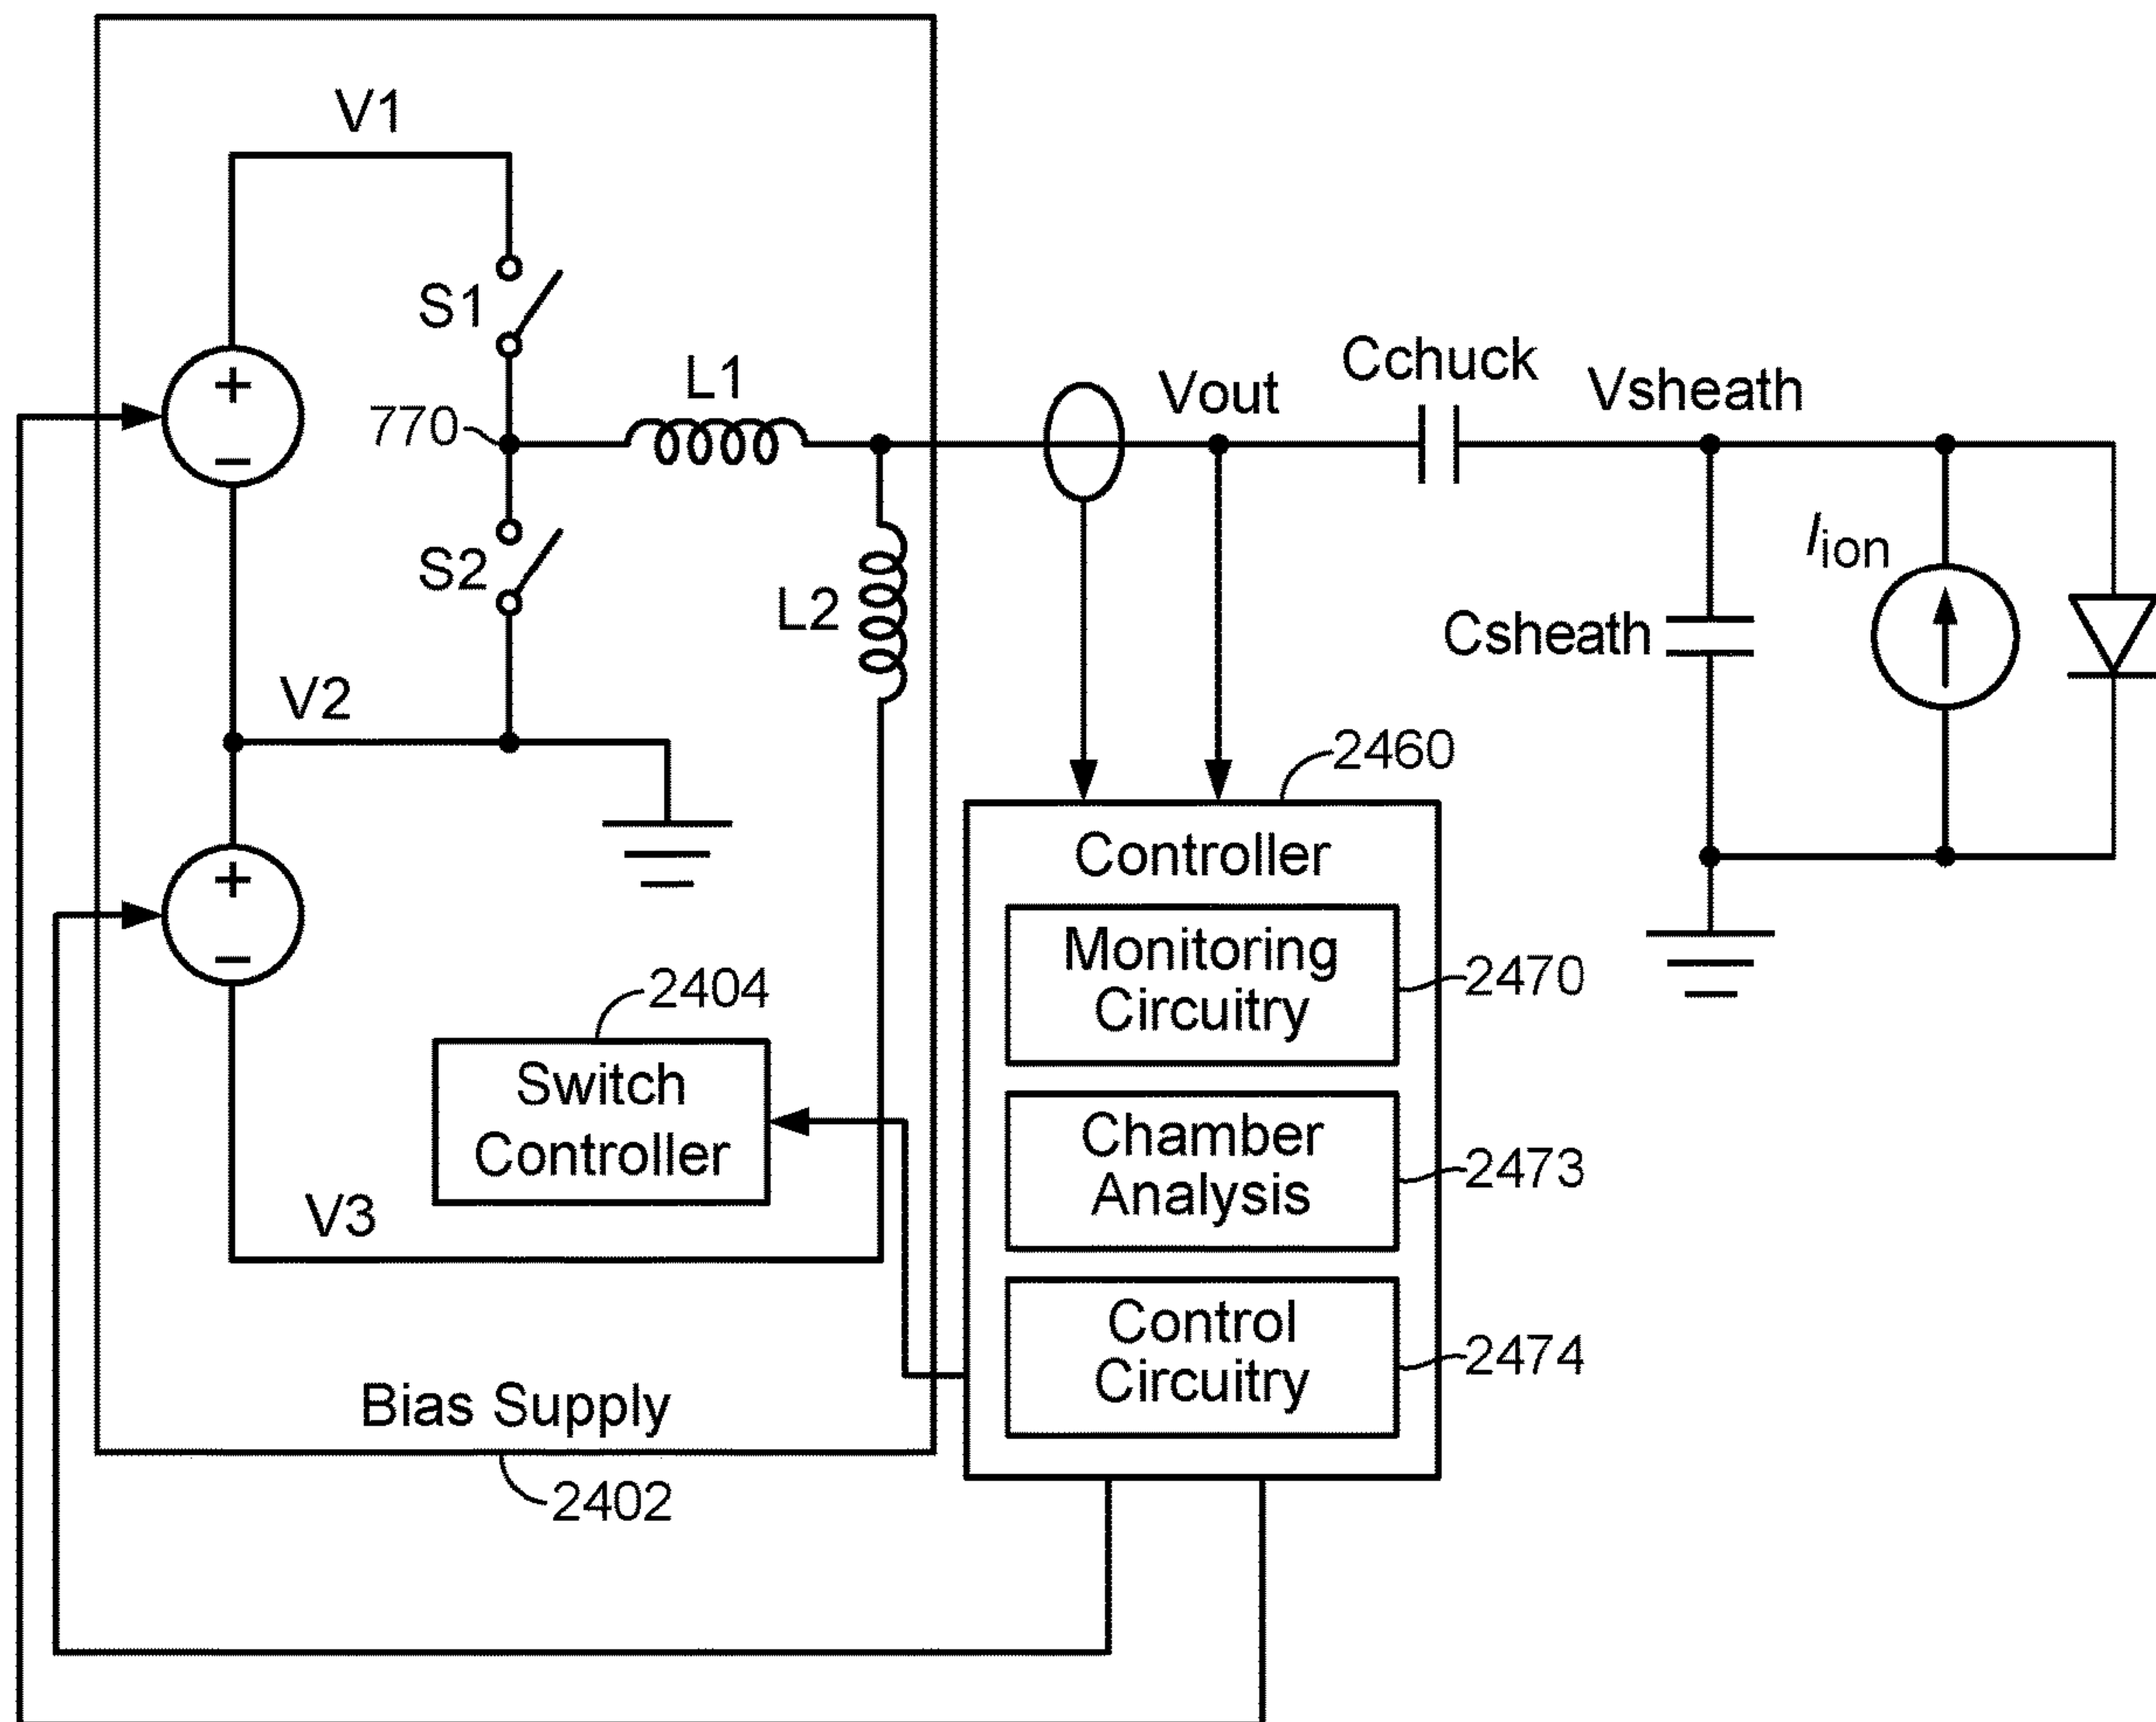 V1
S1
L1
770
S2
L2
V2
V3
+
−
+
−
Vout
Cchuck
Vsheath
Iion
Csheath
2460
Controller
Monitoring
Circuitry
2470
Chamber
Analysis
2473
Control
Circuitry
2474
2404
Switch
Controller
Bias Supply
2402